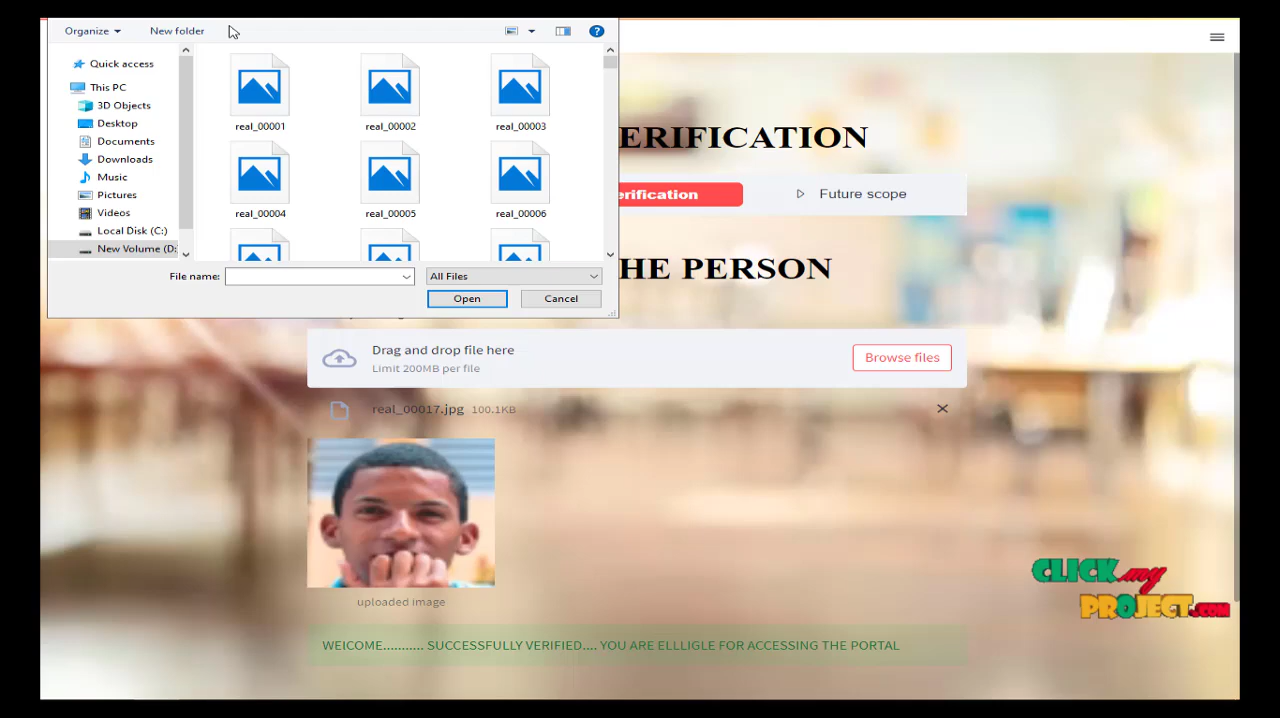 Organize
New folder
?
Quick access
This PC
3D Objects
Desktop
Documents
Downloads
Music
Pictures
Videos
Local Disk (C:)
New Volume (D:
real_00001
real_00002
real_00003
real_00004
real_00005
real_00006
File name:
All Files
Open
Cancel
ERIFICATION
erification
Future scope
HE PERSON
Drag and drop file here
Limit 200MB per file
Browse files
real_00017.jpg 100.1KB
uploaded image
WElCOME........... SUCCESSFULLY VERIFIED.... YOU ARE ELLLIGLE FOR ACCESSING THE PORTAL
CLICK my
PROJECT.COM